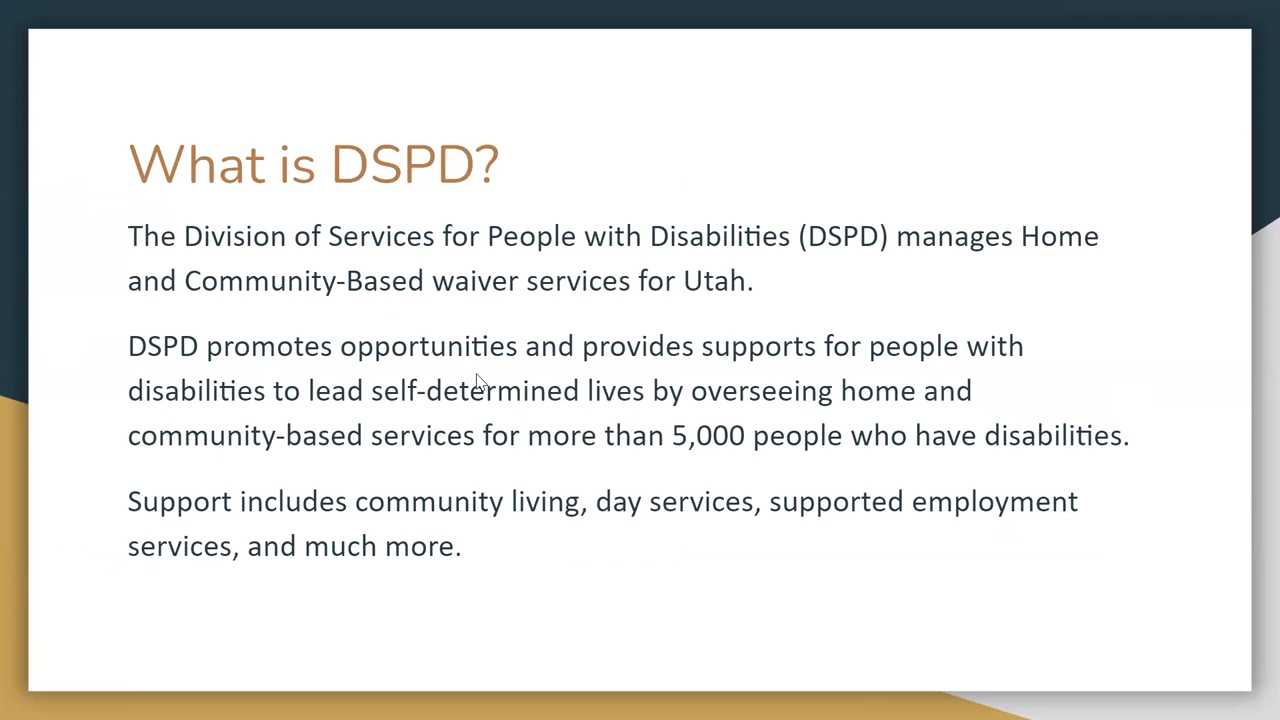 What is DSPD?
The Division of Services for People with Disabilities (DSPD) manages Home
and Community-Based waiver services for Utah.
DSPD promotes opportunities and provides supports for people with
disabilities to lead self-determined lives by overseeing home and
community-based services for more than 5,000 people who have disabilities.
Support includes community living, day services, supported employment
services, and much more.